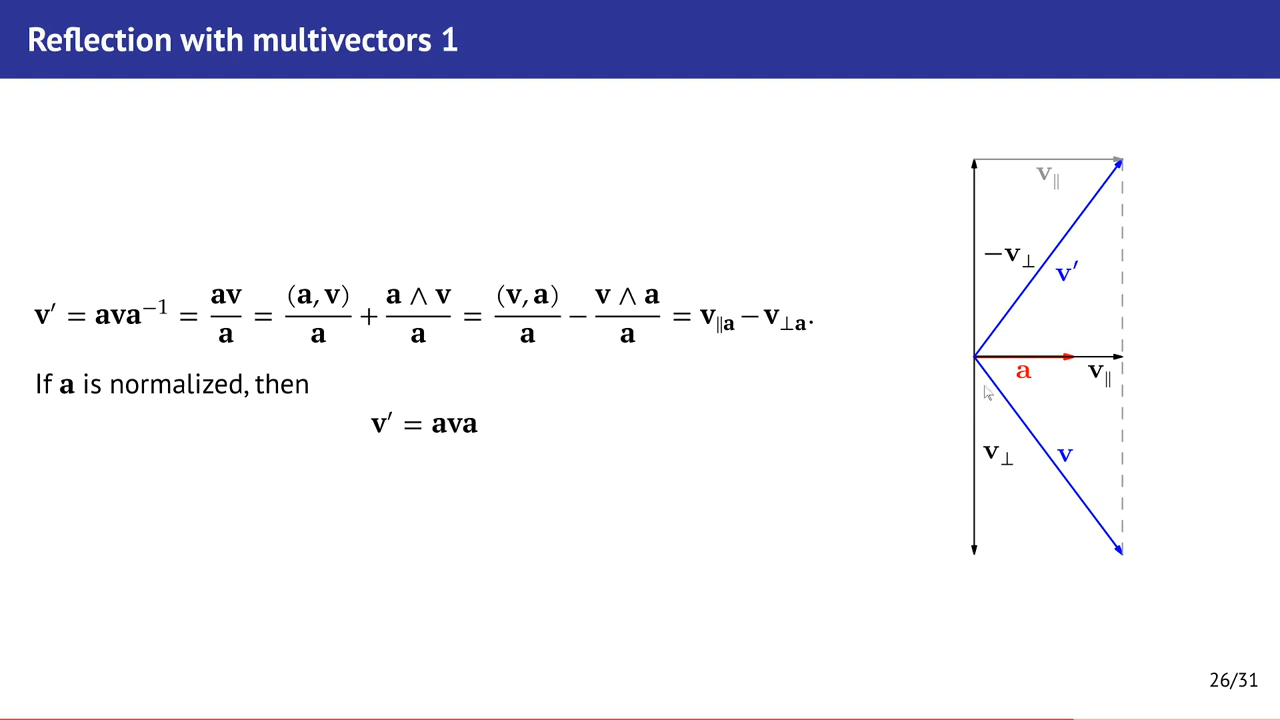 Reflection with multivectors 1
v∥
−v⊥
v′
v′ = ava⁻¹ = av/a = (a, v)/a + a ∧ v/a = (v, a)/a − v ∧ a/a = v∥a − v⊥a.
a
v∥
If a is normalized, then
v′ = ava
v⊥
v
26/31